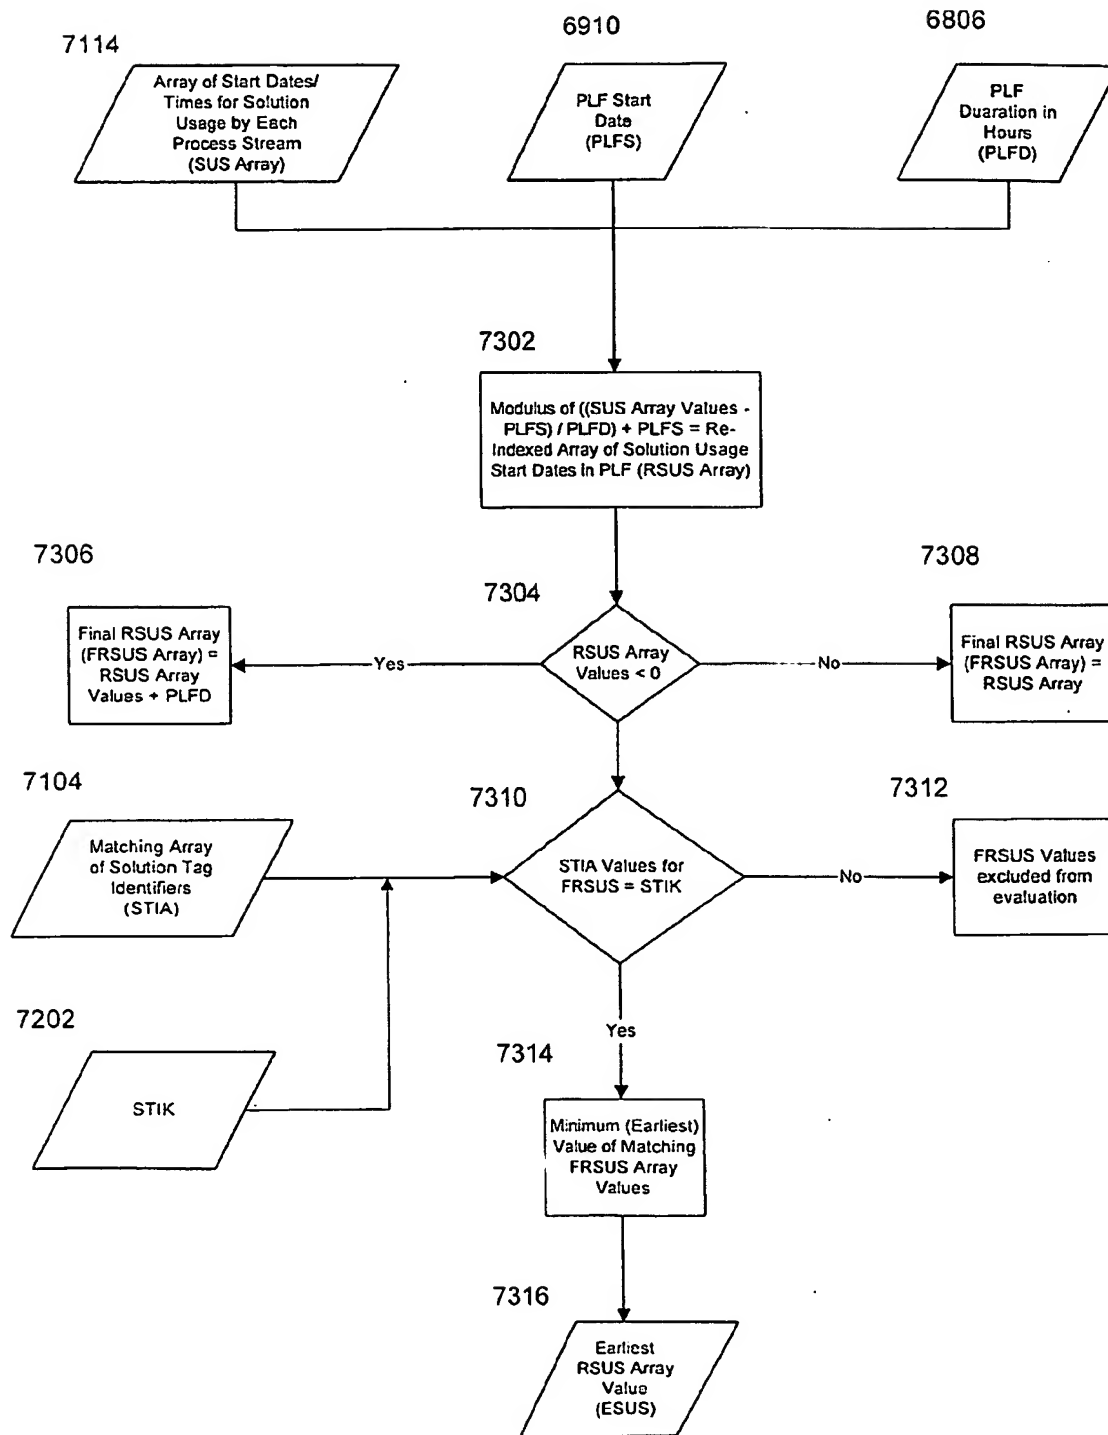 7114
Array of Start Dates/
Times for Solution
Usage by Each
Process Stream
(SUS Array)
6910
PLF Start
Date
(PLFS)
6806
PLF
Duaration in
Hours
(PLFD)
7302
Modulus of ((SUS Array Values -
PLFS) / PLFD) + PLFS = Re-
Indexed Array of Solution Usage
Start Dates in PLF (RSUS Array)
7306
Final RSUS Array
(FRSUS Array) =
RSUS Array
Values + PLFD
Yes
7304
RSUS Array
Values < 0
No
7308
Final RSUS Array
(FRSUS Array) =
RSUS Array
7104
Matching Array
of Solution Tag
Identifiers
(STIA)
7310
STIA Values for
FRSUS = STIK
No
7312
FRSUS Values
excluded from
evaluation
7202
STIK
Yes
7314
Minimum (Earliest)
Value of Matching
FRSUS Array
Values
7316
Earliest
RSUS Array
Value
(ESUS)